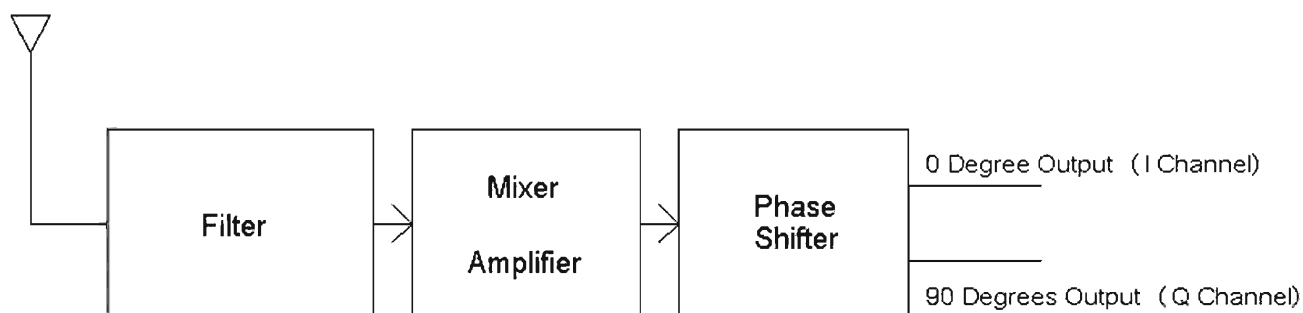 Filter
Mixer
Amplifier
Phase
Shifter
0 Degree Output (I Channel)
90 Degrees Output (Q Channel)